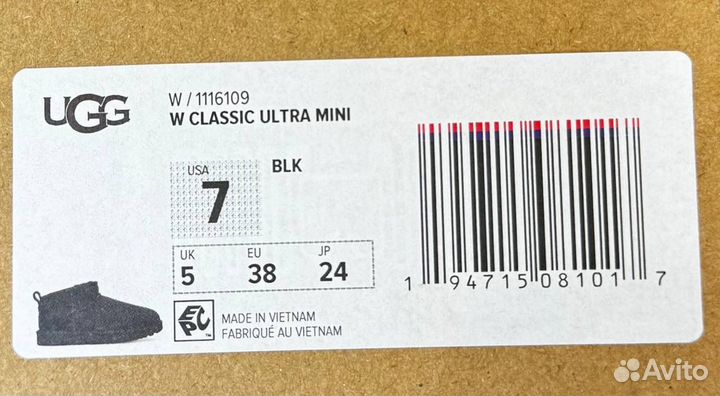 UGG
W / 1116109
W CLASSIC ULTRA MINI
USA
7
BLK
UK EU JP
5 38 24
1 94715 08101 7
EPC™
MADE IN VIETNAM
FABRIQUÉ AU VIETNAM
Avito